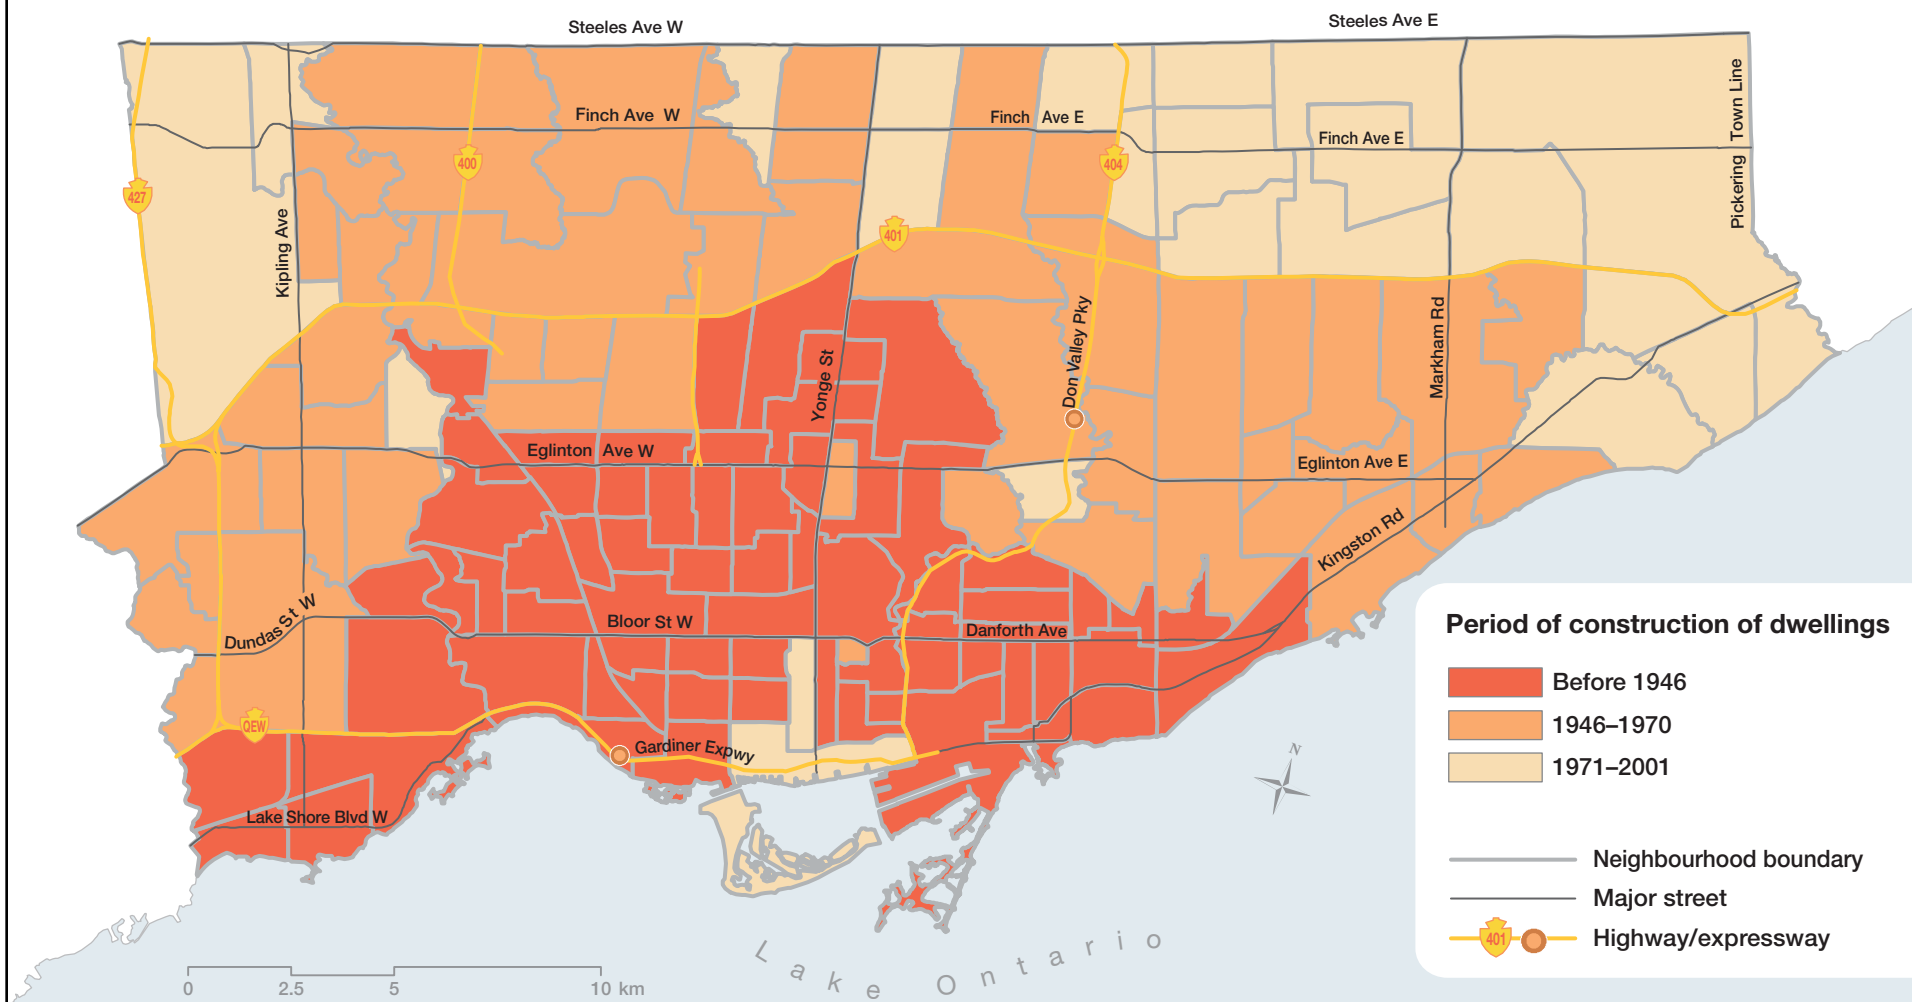 Steeles Ave W
Steeles Ave E
Finch Ave W
Finch Ave E
Finch Ave E
Pickering Town Line
400
404
427
401
Kipling Ave
Don Valley Pky
Markham Rd
Yonge St
Eglinton Ave W
Eglinton Ave E
Kingston Rd
Dundas St W
Bloor St W
Danforth Ave
QEW
Gardiner Expwy
Lake Shore Blvd W
N
Lake Ontario
0 2.5 5 10 km
Period of construction of dwellings
Before 1946
1946–1970
1971–2001
Neighbourhood boundary
Major street
401 Highway/expressway